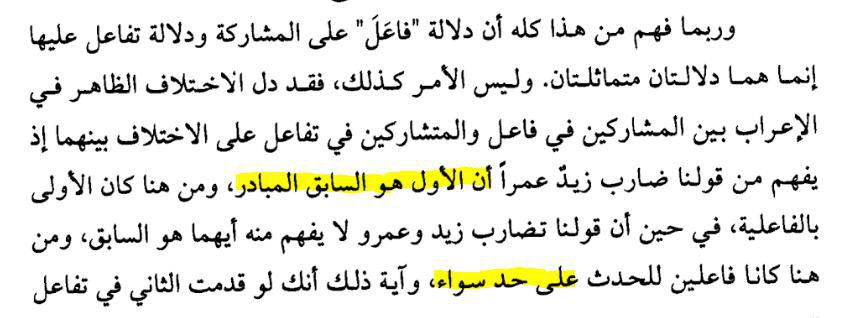 وربما فهم من هذا كله أن دلالة "فاعَلَ" على المشاركة ودلالة تفاعل عليها
إنما هما دلالتان متماثلتان. وليس الأمر كذلك، فقد دل الاختلاف الظاهر في
الإعراب بين المشاركين في فاعل والمتشاركين في تفاعل على الاختلاف بينهما إذ
يفهم من قولنا ضارب زيدٌ عمراً أن الأول هو السابق المبادر، ومن هنا كان الأولى
بالفاعلية، في حين أن قولنا تضارب زيد وعمرو لا يفهم منه أيهما هو السابق، ومن
هنا كانا فاعلين للحدث على حد سواء، وآية ذلك أنك لو قدمت الثاني في تفاعل